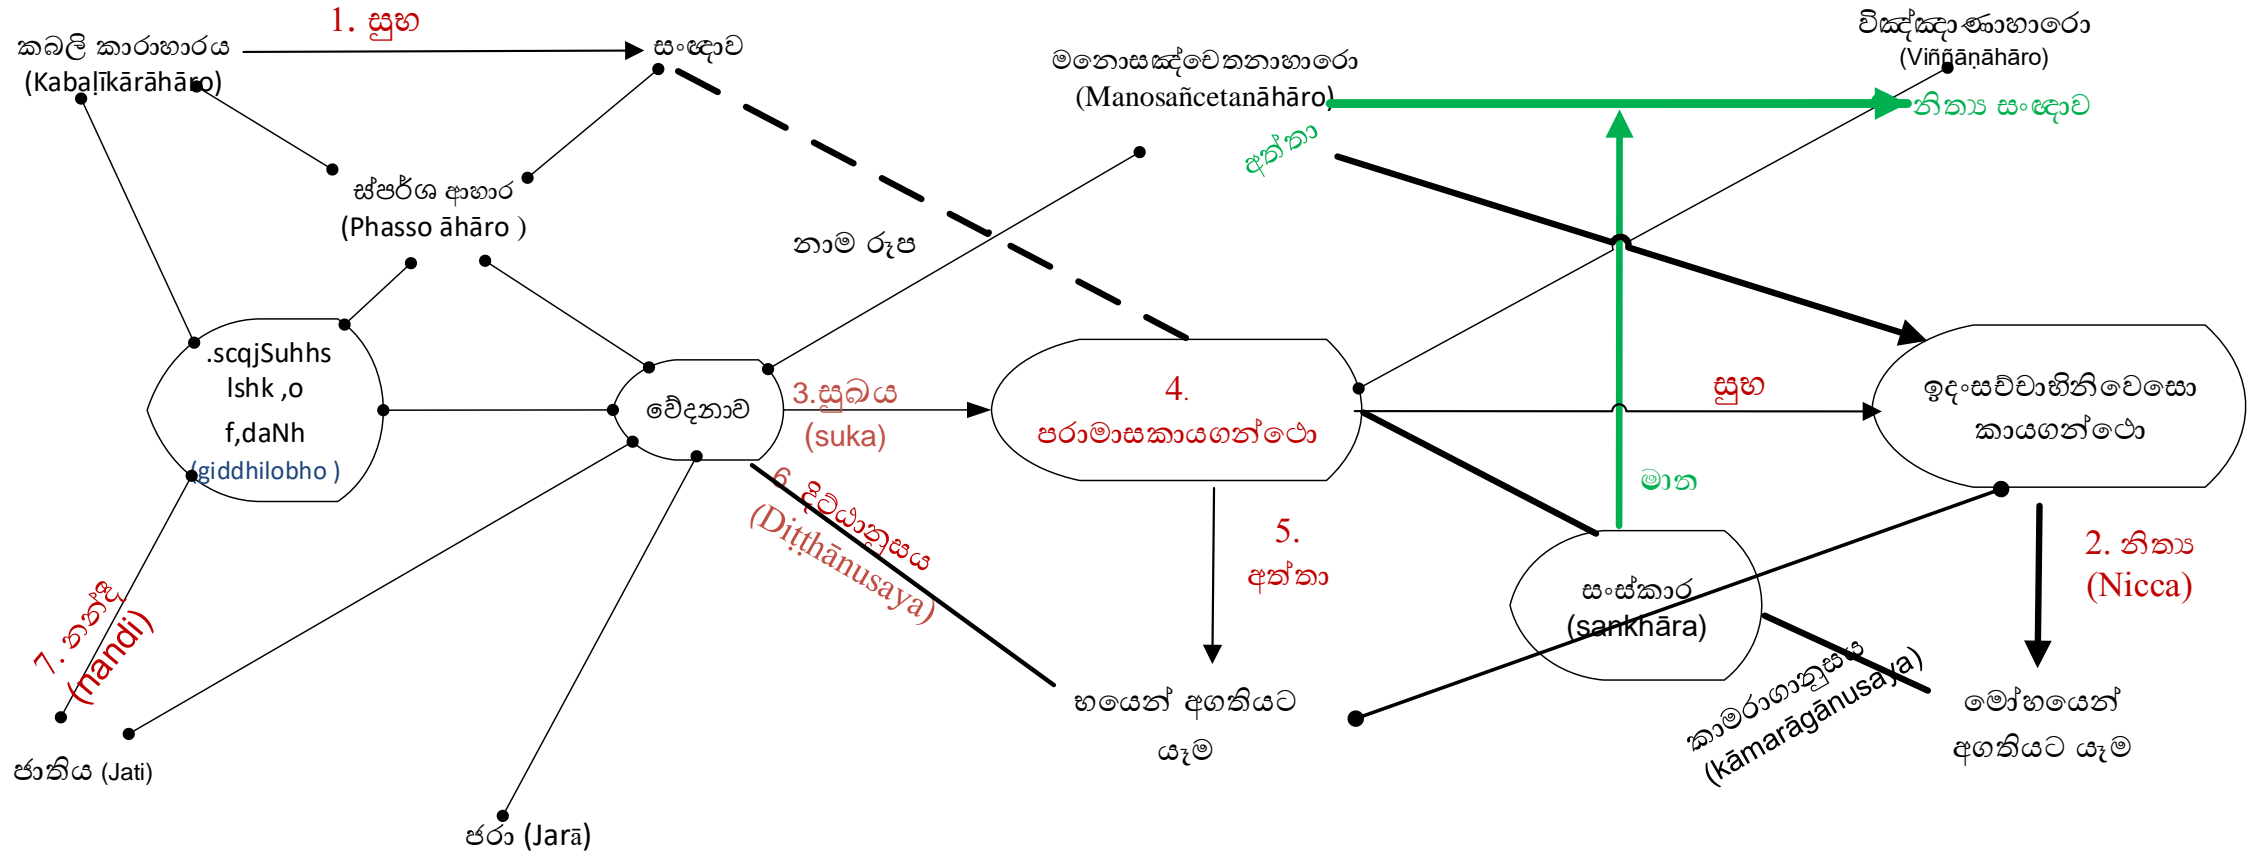 1. සුභ
කබලි කාරාහාරය
(Kabaḷīkārāhāro)
සංඥාව
මනොසඤ්චෙතනාහාරො
(Manosañcetanāhāro)
විඤ්ඤාණාහාරො
(Viññāṇāhāro)
නිත්‍ය සංඥාව
අත්තා
ස්පර්ශ ආහාර
(Phasso āhāro )
නාම රූප
.scqjSuhhs
lshk ,o
f,daNh
(giddhilobho )
වේදනාව
3.සුඛය
(suka)
4.
පරාමාසකායගන්ථො
සුභ
ඉදංසච්චාභිනිවෙසො
කායගන්ථො
6. දිට්ඨානුසය
(Diṭṭhānusaya)
මාන
5.
අත්තා
2. නිත්‍ය
(Nicca)
සංස්කාර
(sankhāra)
7. නන්දි
(nandi)
කාමරාගානුසය
(kāmarāgānusaya)
භයෙන් අගතියට
යෑම
මෝහයෙන්
අගතියට යෑම
ජාතිය (Jati)
ජරා (Jarā)